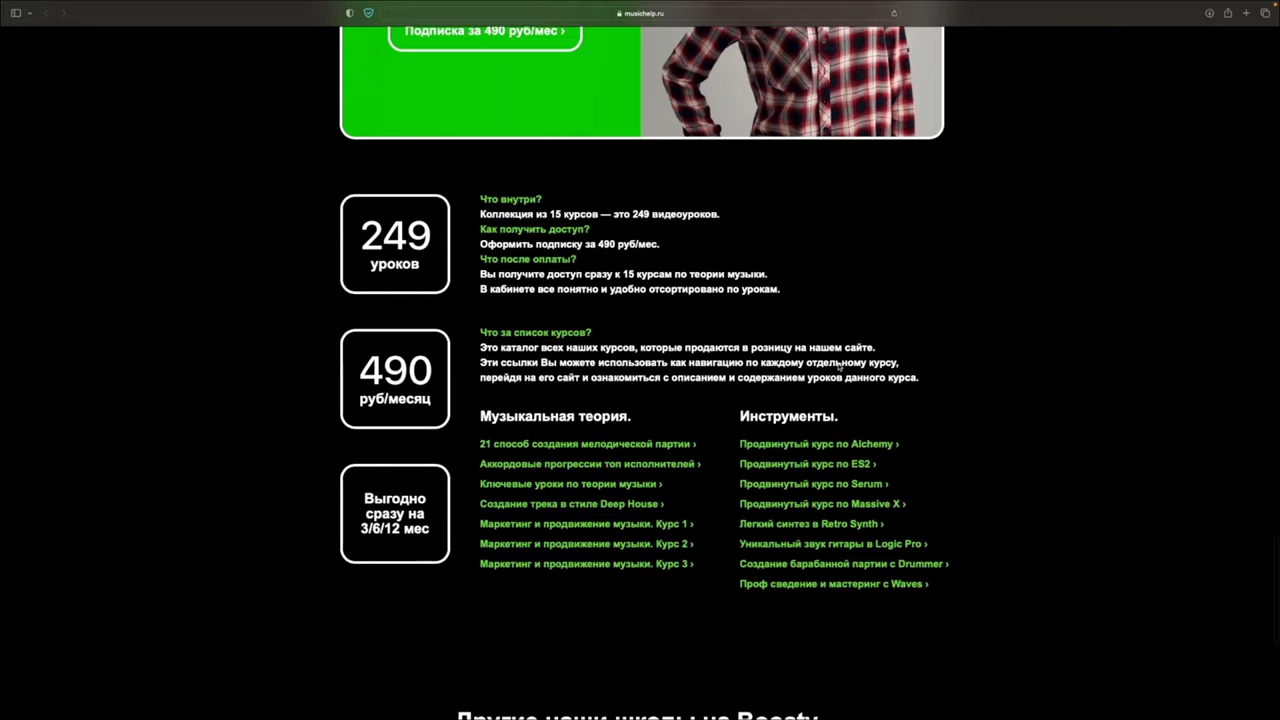 musichelp.ru
Подписка за 490 руб/мес ›
249
уроков
Что внутри?
Коллекция из 15 курсов — это 249 видеоуроков.
Как получить доступ?
Оформить подписку за 490 руб/мес.
Что после оплаты?
Вы получите доступ сразу к 15 курсам по теории музыки.
В кабинете все понятно и удобно отсортировано по урокам.
490
руб/месяц
Что за список курсов?
Это каталог всех наших курсов, которые продаются в розницу на нашем сайте.
Эти ссылки Вы можете использовать как навигацию по каждому отдельному курсу,
перейдя на его сайт и ознакомиться с описанием и содержанием уроков данного курса.
Выгодно
сразу на
3/6/12 мес
Музыкальная теория.
21 способ создания мелодической партии ›
Аккордовые прогрессии топ исполнителей ›
Ключевые уроки по теории музыки ›
Создание трека в стиле Deep House ›
Маркетинг и продвижение музыки. Курс 1 ›
Маркетинг и продвижение музыки. Курс 2 ›
Маркетинг и продвижение музыки. Курс 3 ›
Инструменты.
Продвинутый курс по Alchemy ›
Продвинутый курс по ES2 ›
Продвинутый курс по Serum ›
Продвинутый курс по Massive X ›
Легкий синтез в Retro Synth ›
Уникальный звук гитары в Logic Pro ›
Создание барабанной партии с Drummer ›
Проф сведение и мастеринг с Waves ›
Другие наши школы на Boosty